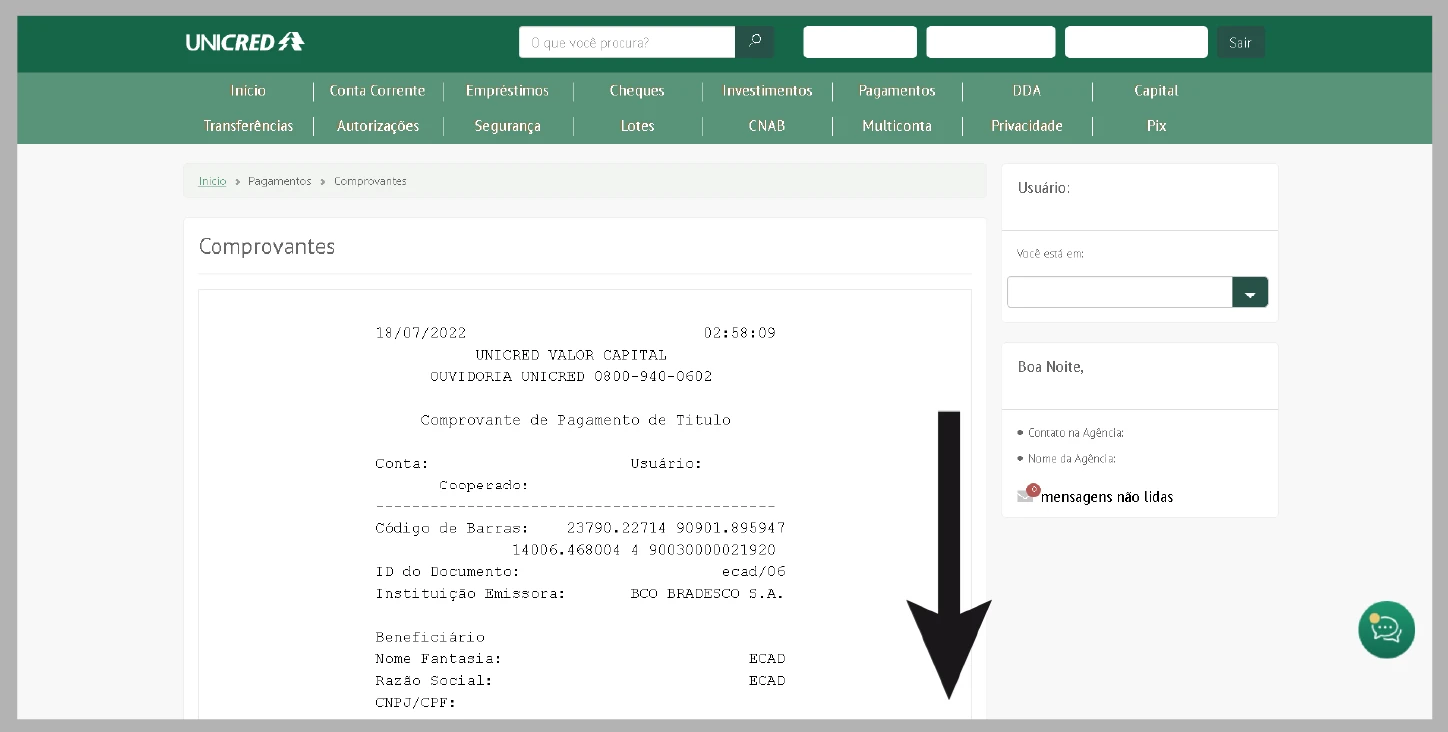 UNICRED
O que você procura?
Sair
Início
Conta Corrente
Empréstimos
Cheques
Investimentos
Pagamentos
DDA
Capital
Transferências
Autorizações
Segurança
Lotes
CNAB
Multiconta
Privacidade
Pix
Início > Pagamentos > Comprovantes
Comprovantes
18/07/2022 02:58:09
UNICRED VALOR CAPITAL
OUVIDORIA UNICRED 0800-940-0602
Comprovante de Pagamento de Título
Conta: Usuário:
Cooperado:
--------------------------------------------
Código de Barras: 23790.22714 90901.895947
14006.468004 4 90030000021920
ID do Documento: ecad/06
Instituição Emissora: BCO BRADESCO S.A.
Beneficiário
Nome Fantasia: ECAD
Razão Social: ECAD
CNPJ/CPF:
Usuário:
Você está em:
Boa Noite,
Contato na Agência:
Nome da Agência:
0 mensagens não lidas